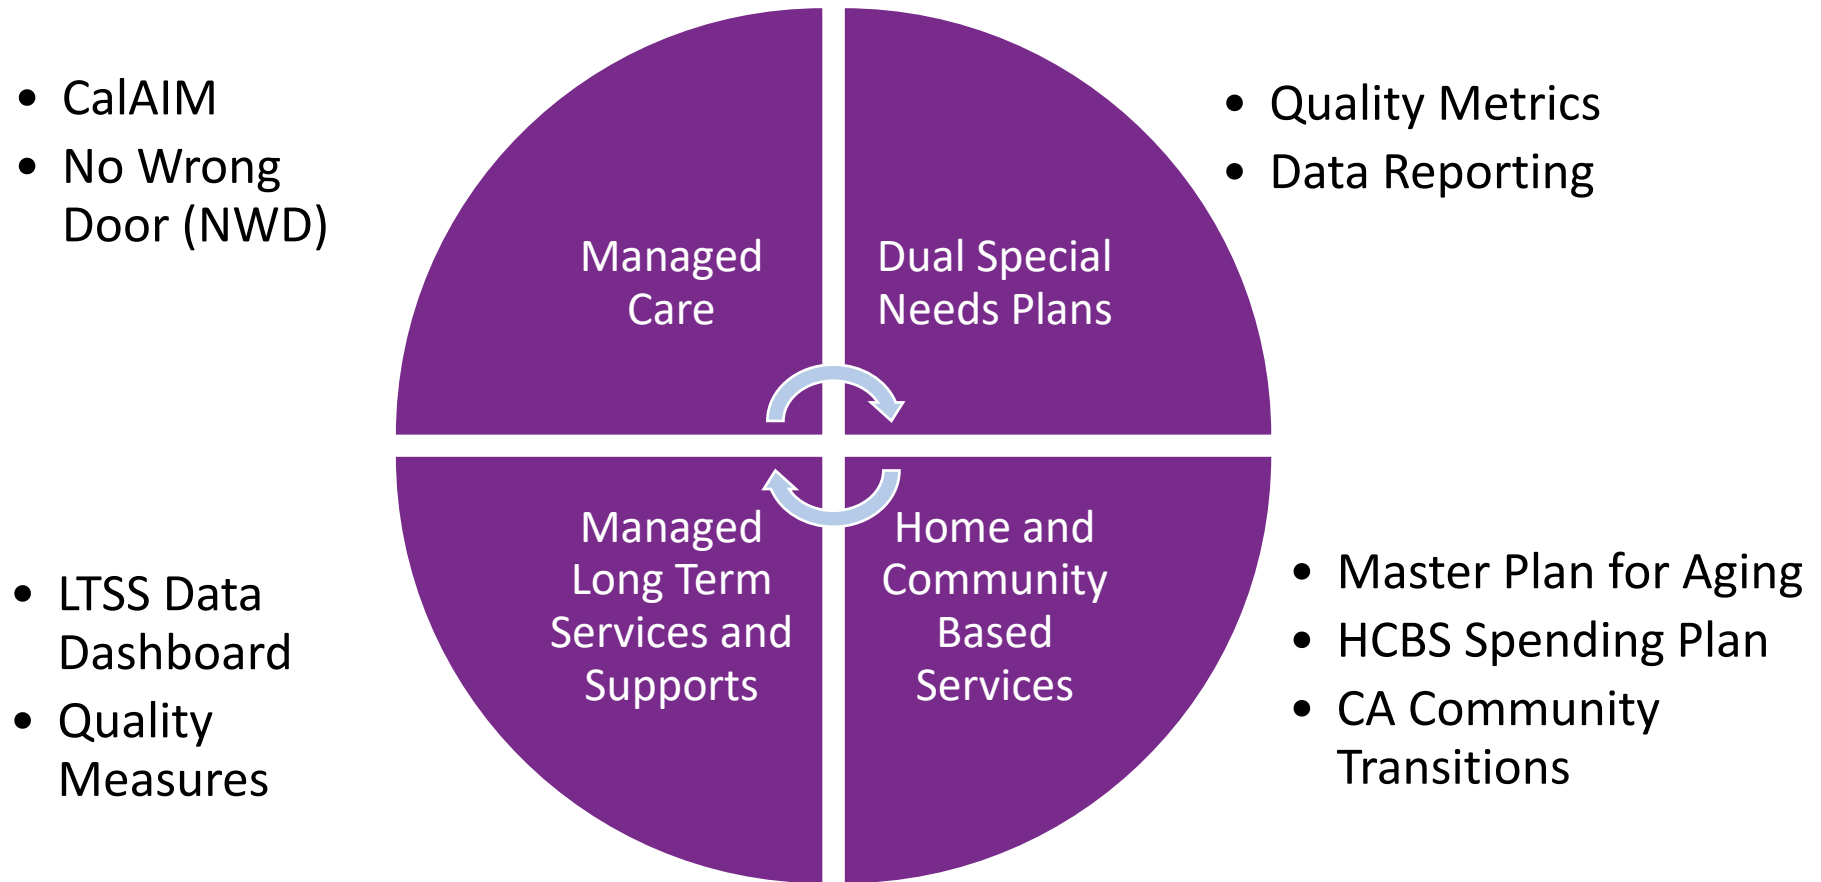 • CalAIM
• No Wrong
Door (NWD)
Managed
Care
Dual Special
Needs Plans
• Quality Metrics
• Data Reporting
• LTSS Data
Dashboard
• Quality
Measures
Managed
Long Term
Services and
Supports
Home and
Community
Based
Services
• Master Plan for Aging
• HCBS Spending Plan
• CA Community
Transitions